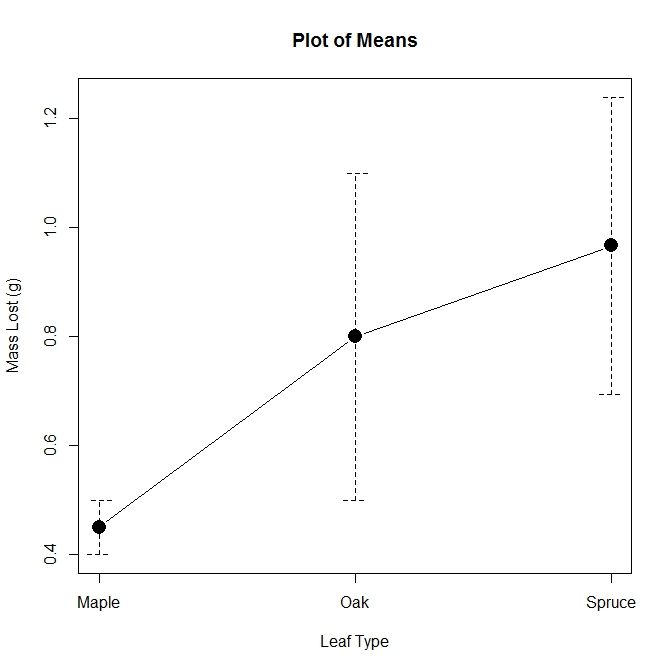 Plot of Means
1.2
1.0
0.8
0.6
0.4
Mass Lost (g)
Maple Oak Spruce
Leaf Type